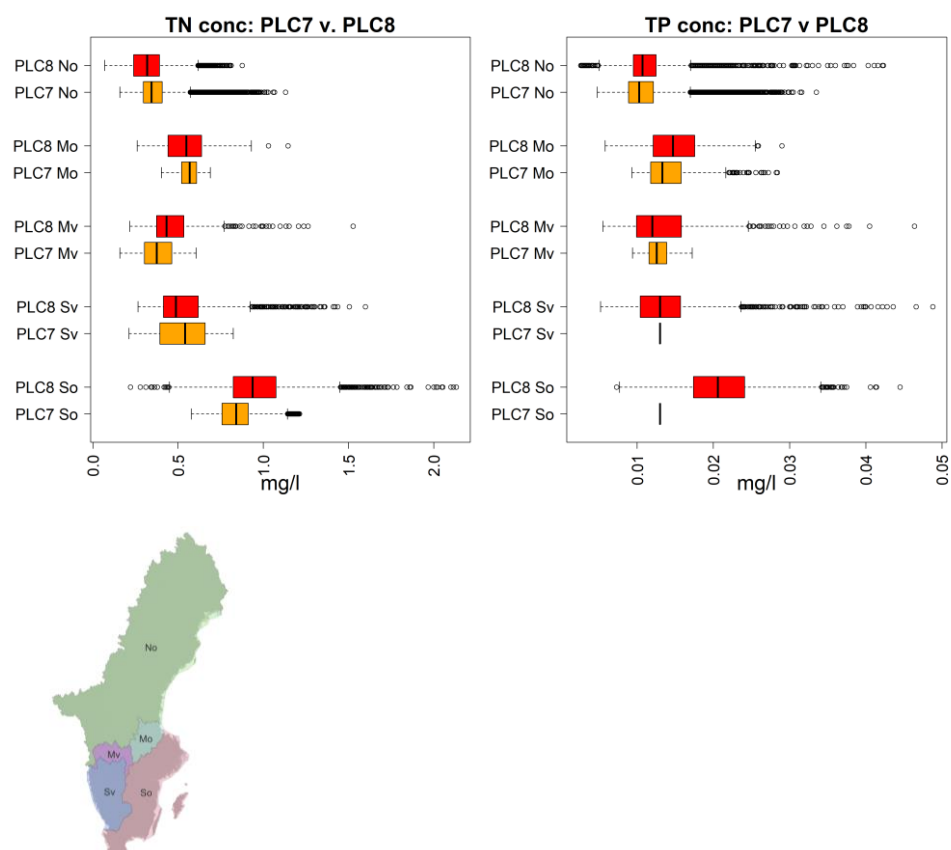 TN conc: PLC7 v. PLC8
PLC8 No
PLC7 No
PLC8 Mo
PLC7 Mo
PLC8 Mv
PLC7 Mv
PLC8 Sv
PLC7 Sv
PLC8 So
PLC7 So
0.0 0.5 1.0 1.5 2.0
mg/l
TP conc: PLC7 v PLC8
PLC8 No
PLC7 No
PLC8 Mo
PLC7 Mo
PLC8 Mv
PLC7 Mv
PLC8 Sv
PLC7 Sv
PLC8 So
PLC7 So
0.01 0.02 0.03 0.04 0.05
mg/l
No
Mo
Mv
Sv
So